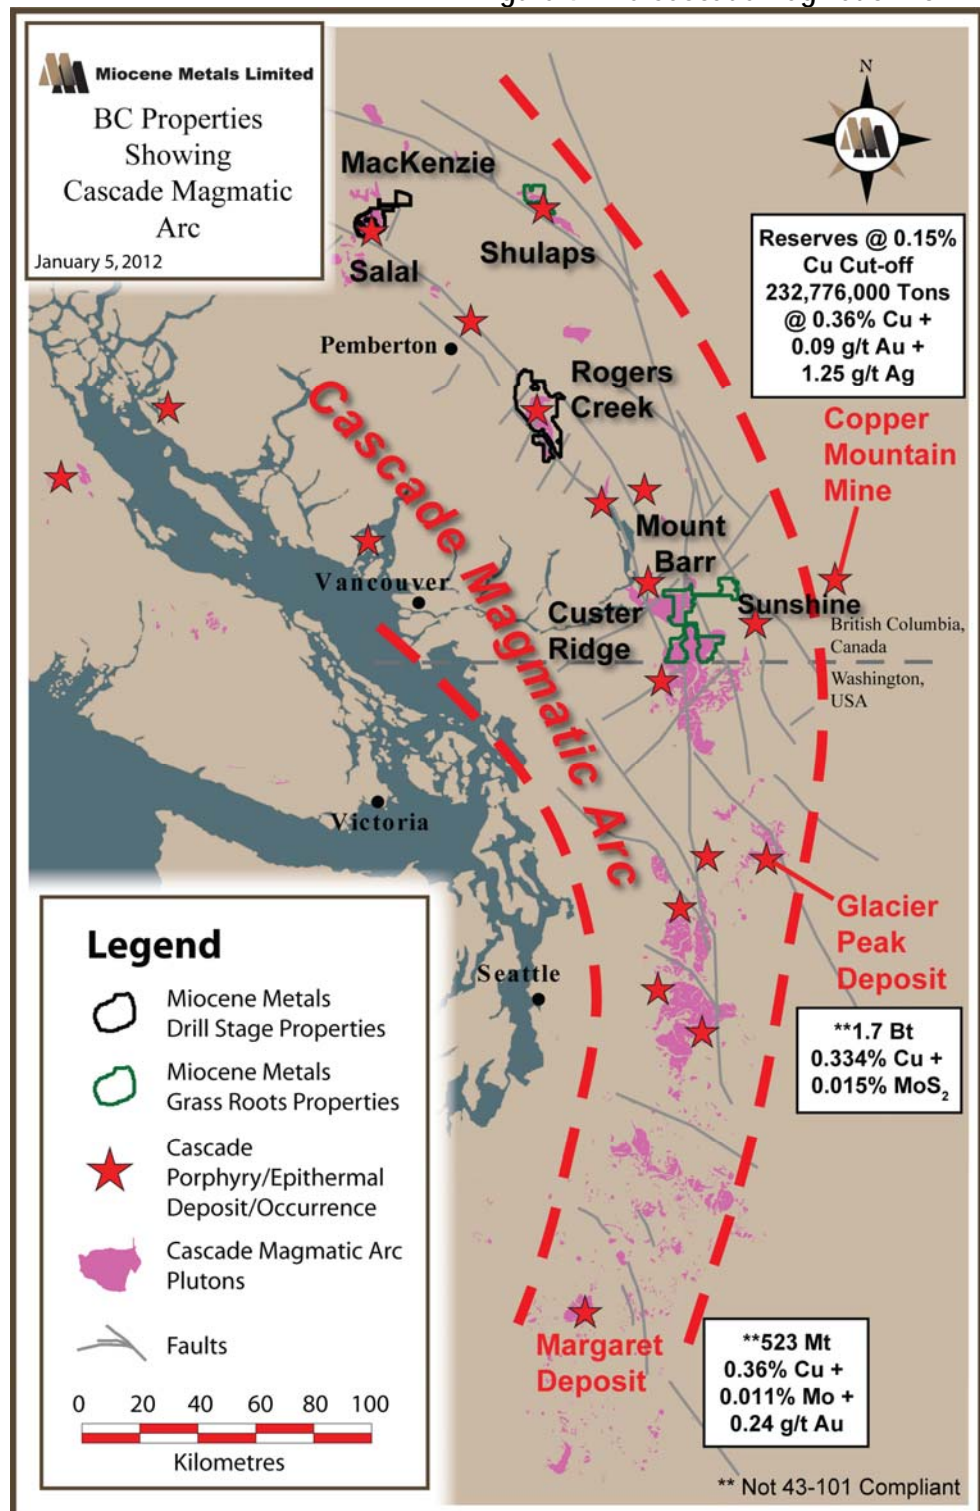 Miocene Metals Limited
BC Properties
Showing
Cascade Magmatic
Arc
January 5, 2012
N
MacKenzie
Salal
Shulaps
Pemberton
Rogers
Creek
Reserves @ 0.15%
Cu Cut-off
232,776,000 Tons
@ 0.36% Cu +
0.09 g/t Au +
1.25 g/t Ag
Copper
Mountain
Mine
Cascade Magmatic Arc
Mount
Barr
Vancouver
Custer
Ridge
Sunshine
British Columbia,
Canada
Washington,
USA
Victoria
Seattle
Glacier
Peak
Deposit
**1.7 Bt
0.334% Cu +
0.015% MoS₂
Margaret
Deposit
**523 Mt
0.36% Cu +
0.011% Mo +
0.24 g/t Au
** Not 43-101 Compliant
Legend
Miocene Metals
Drill Stage Properties
Miocene Metals
Grass Roots Properties
Cascade
Porphyry/Epithermal
Deposit/Occurrence
Cascade Magmatic Arc
Plutons
Faults
0 20 40 60 80 100
Kilometres